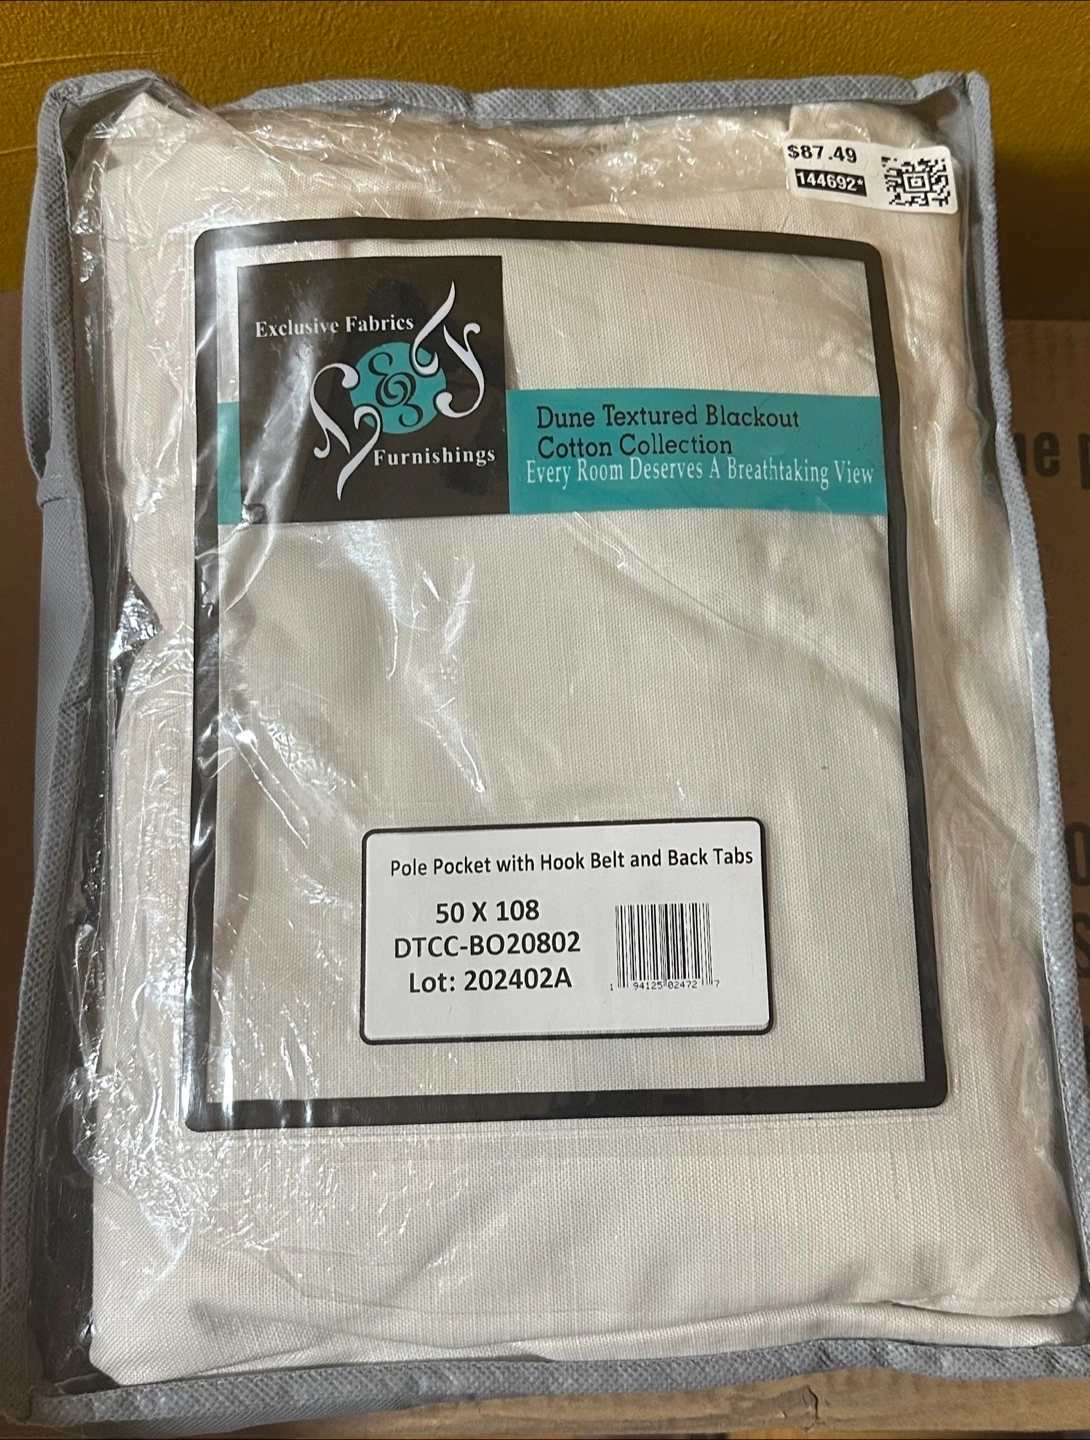 $87.49
144692*
Exclusive Fabrics
&
Furnishings
Dune Textured Blackout
Cotton Collection
Every Room Deserves A Breathtaking View
Pole Pocket with Hook Belt and Back Tabs
50 X 108
DTCC-BO20802
Lot: 202402A
1 94125 02472 7